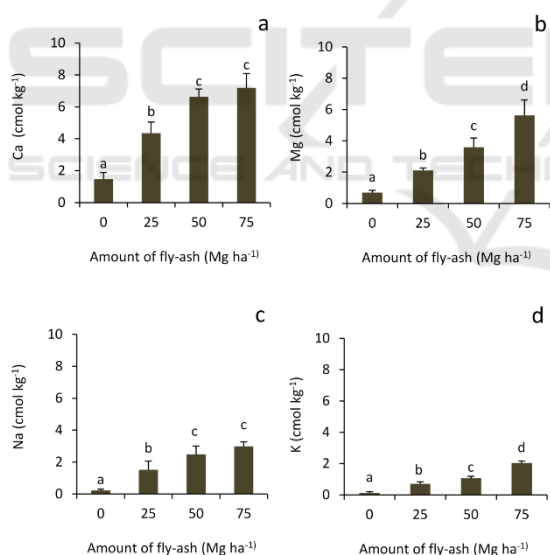 SCITE
SCIENCE AND TECH
a
10
8
6
4
2
0
Ca (cmol kg⁻¹)
a
b
c
c
0 25 50 75
Amount of fly-ash (Mg ha⁻¹)
b
10
8
6
4
2
0
Mg (cmol kg⁻¹)
a
b
c
d
0 25 50 75
Amount of fly-ash (Mg ha⁻¹)
c
10
8
6
4
2
0
Na (cmol kg⁻¹)
a
b
c
c
0 25 50 75
Amount of fly-ash (Mg ha⁻¹)
d
10
8
6
4
2
0
K (cmol kg⁻¹)
a
b
c
d
0 25 50 75
Amount of fly-ash (Mg ha⁻¹)